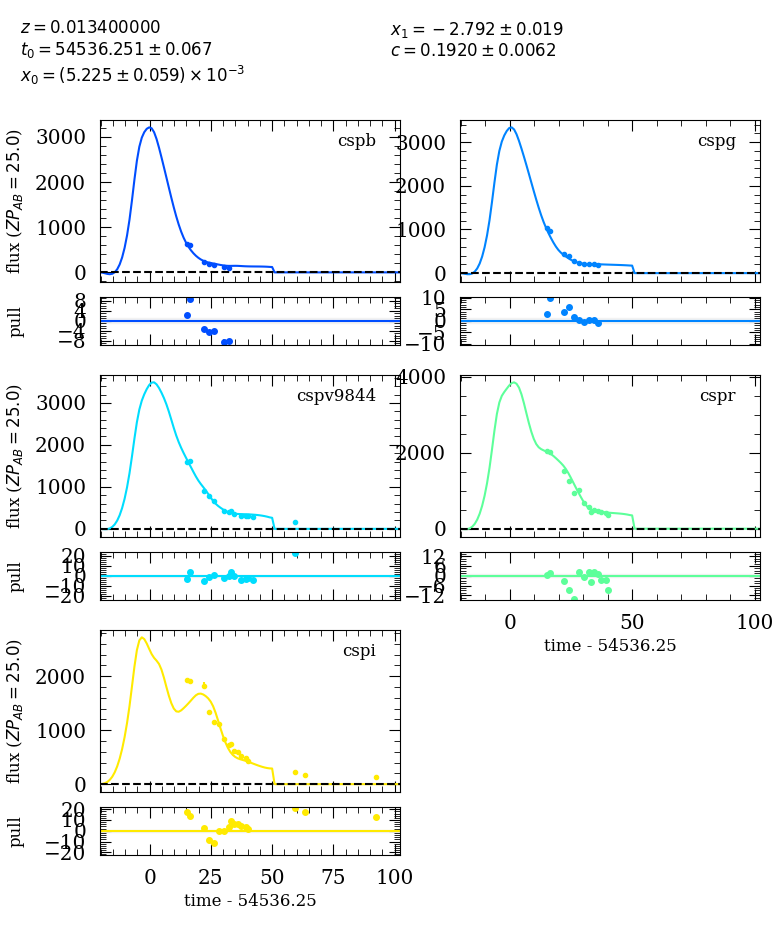 z = 0.013400000
t₀ = 54536.251 ± 0.067
x₀ = (5.225 ± 0.059) × 10⁻³
x₁ = −2.792 ± 0.019
c = 0.1920 ± 0.0062
cspb
flux (ZP_AB = 25.0)
3000
2000
1000
0
cspg
3000
2000
1000
0
pull
8
4
0
−4
−8
10
5
0
−5
−10
cspv9844
flux (ZP_AB = 25.0)
3000
2000
1000
0
cspr
4000
2000
0
pull
20
10
0
−10
−20
12
6
0
−6
−12
0 50 100
time - 54536.25
cspi
flux (ZP_AB = 25.0)
2000
1000
0
pull
20
10
0
−10
−20
0 25 50 75 100
time - 54536.25